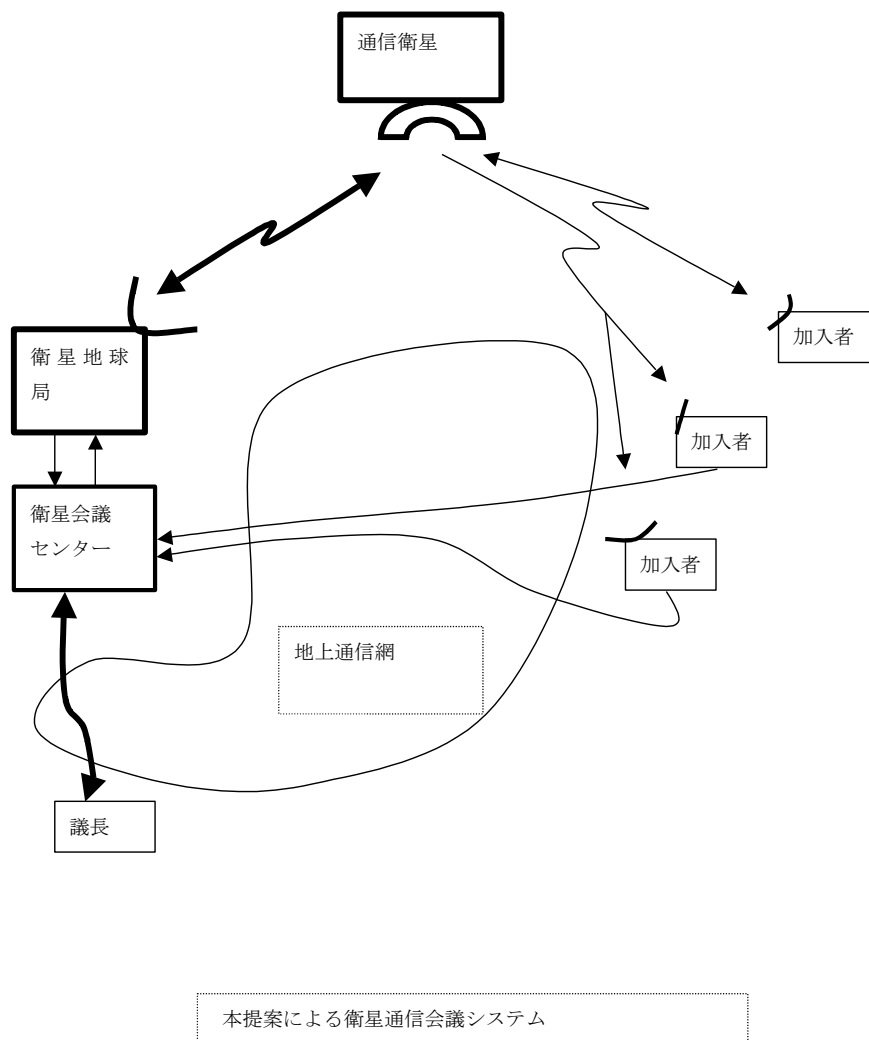 通信衛星
加入者
衛星地球
局
加入者
衛星会議
センター
加入者
地上通信網
議長
本提案による衛星通信会議システム